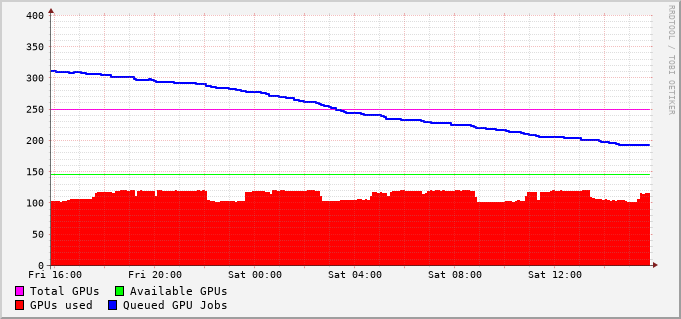 400
350
300
250
200
150
100
50
0
Fri 16:00 Fri 20:00 Sat 00:00 Sat 04:00 Sat 08:00 Sat 12:00
Total GPUs Available GPUs
GPUs used Queued GPU Jobs
RRDTOOL / TOBI OETIKER